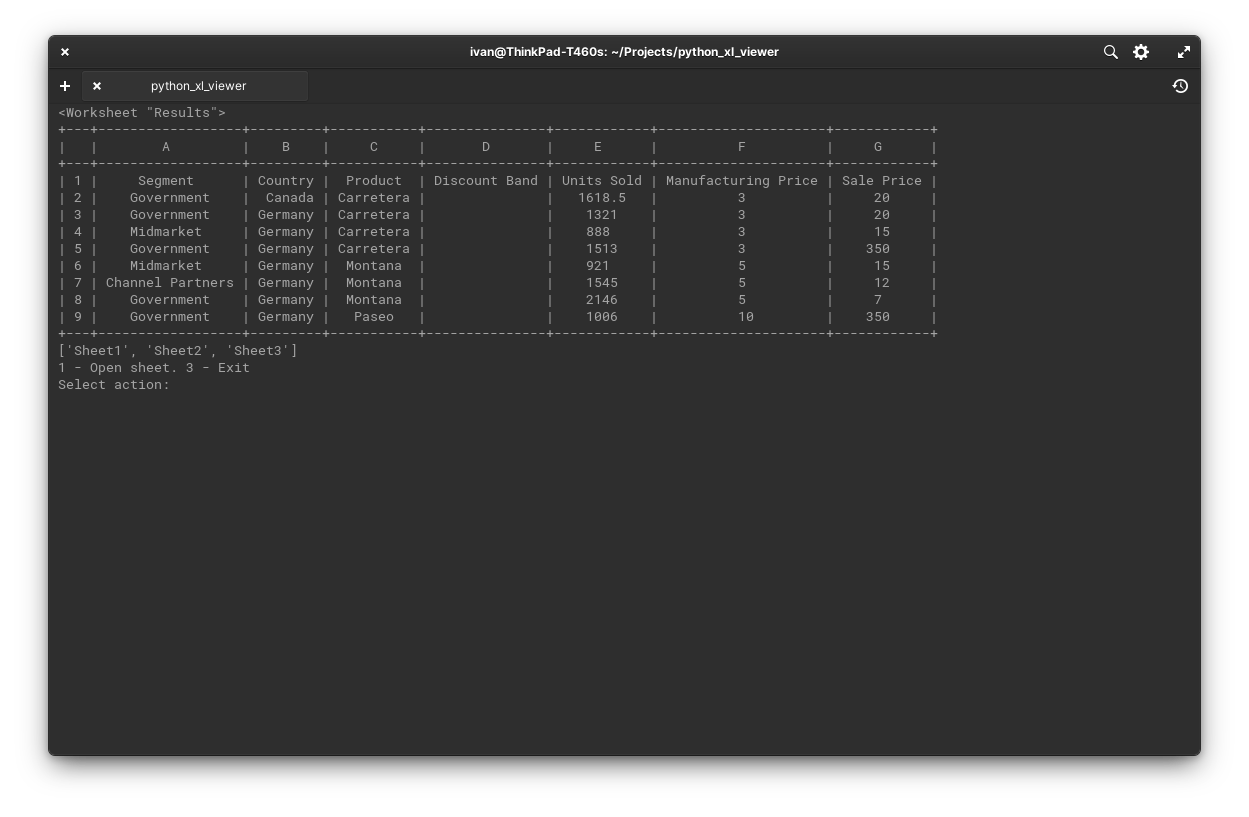 ivan@ThinkPad-T460s: ~/Projects/python_xl_viewer
python_xl_viewer
<Worksheet "Results">
+---+------------------+---------+-----------+---------------+------------+---------------------+------------+
|   |        A         |    B    |     C     |       D       |     E      |          F          |     G      |
+---+------------------+---------+-----------+---------------+------------+---------------------+------------+
| 1 |     Segment      | Country |  Product  | Discount Band | Units Sold | Manufacturing Price | Sale Price |
| 2 |    Government    |  Canada | Carretera |               |   1618.5   |          3          |     20     |
| 3 |    Government    | Germany | Carretera |               |    1321    |          3          |     20     |
| 4 |    Midmarket     | Germany | Carretera |               |    888     |          3          |     15     |
| 5 |    Government    | Germany | Carretera |               |    1513    |          3          |    350     |
| 6 |    Midmarket     | Germany |  Montana  |               |    921     |          5          |     15     |
| 7 | Channel Partners | Germany |  Montana  |               |    1545    |          5          |     12     |
| 8 |    Government    | Germany |  Montana  |               |    2146    |          5          |     7      |
| 9 |    Government    | Germany |   Paseo   |               |    1006    |          10         |    350     |
+---+------------------+---------+-----------+---------------+------------+---------------------+------------+
['Sheet1', 'Sheet2', 'Sheet3']
1 - Open sheet. 3 - Exit
Select action: